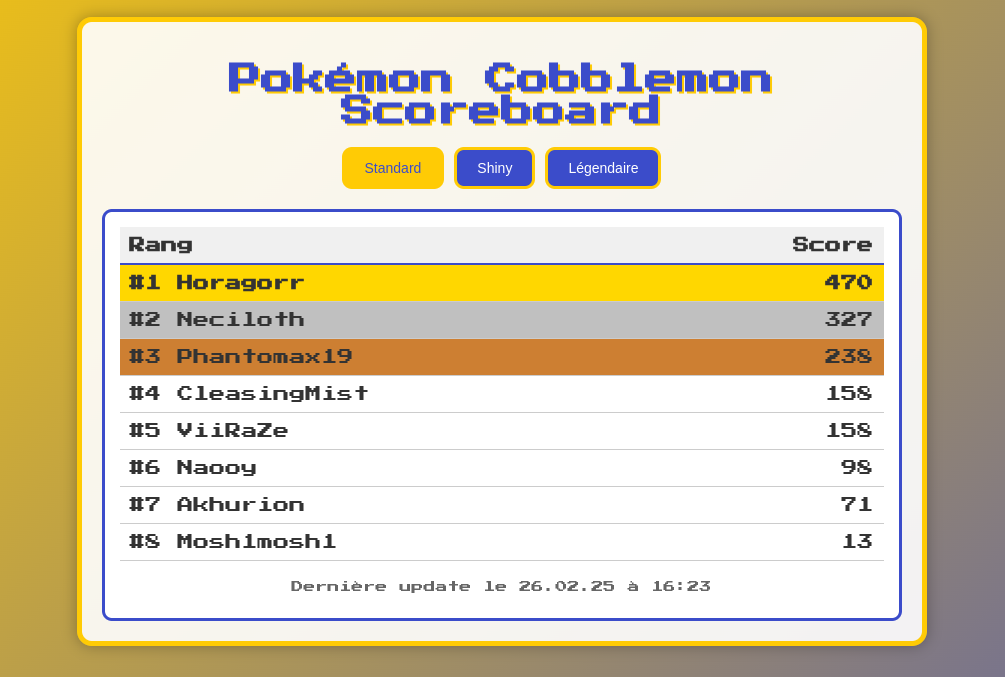 Pokémon Cobblemon
Scoreboard
Standard Shiny Légendaire
Rang Score
#1 Horagorr 470
#2 Neciloth 327
#3 Phantomax19 238
#4 CleasingMist 158
#5 ViiRaZe 158
#6 Naooy 98
#7 Akhurion 71
#8 Mosh1mosh1 13
Dernière update le 26.02.25 à 16:23